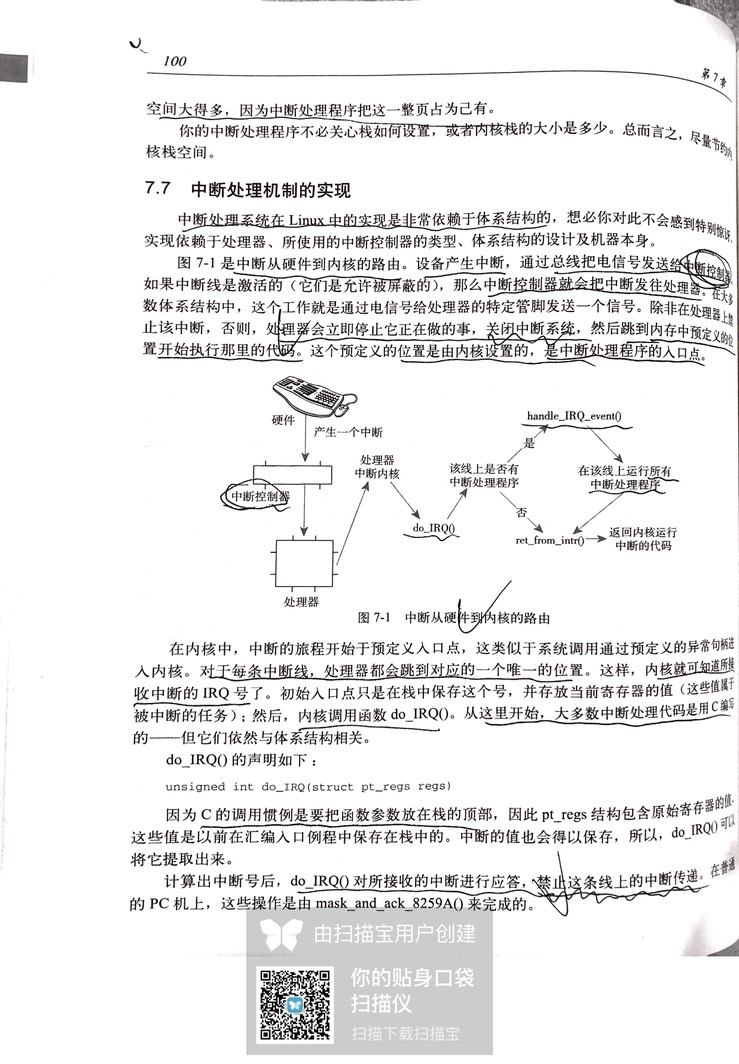 100
第7章
空间大得多，因为中断处理程序把这一整页占为己有。
你的中断处理程序不必关心栈如何设置，或者内核栈的大小是多少。总而言之，尽量节约内
核栈空间。
7.7 中断处理机制的实现
中断处理系统在 Linux 中的实现是非常依赖于体系结构的，想必你对此不会感到特别惊讶。
实现依赖于处理器、所使用的中断控制器的类型、体系结构的设计及机器本身。
图 7-1 是中断从硬件到内核的路由。设备产生中断，通过总线把电信号发送给中断控制器。
如果中断线是激活的（它们是允许被屏蔽的），那么中断控制器就会把中断发往处理器。在大多
数体系结构中，这个工作就是通过电信号给处理器的特定管脚发送一个信号。除非在处理器上禁
止该中断，否则，处理器会立即停止它正在做的事，关闭中断系统，然后跳到内存中预定义的位
置开始执行那里的代码。这个预定义的位置是由内核设置的，是中断处理程序的入口点。
硬件
产生一个中断
中断控制器
处理器
处理器
中断内核
do_IRQ()
该线上是否有
中断处理程序
是
否
handle_IRQ_event()
在该线上运行所有
中断处理程序
ret_from_intr()
返回内核运行
中断的代码
图 7-1 中断从硬件到内核的路由
在内核中，中断的旅程开始于预定义入口点，这类似于系统调用通过预定义的异常句柄进
入内核。对于每条中断线，处理器都会跳到对应的一个唯一的位置。这样，内核就可知道所接
收中断的 IRQ 号了。初始入口点只是在栈中保存这个号，并存放当前寄存器的值（这些值属于
被中断的任务）；然后，内核调用函数 do_IRQ()。从这里开始，大多数中断处理代码是用 C 编写
的——但它们依然与体系结构相关。
do_IRQ() 的声明如下：
unsigned int do_IRQ(struct pt_regs regs)
因为 C 的调用惯例是要把函数参数放在栈的顶部，因此 pt_regs 结构包含原始寄存器的值，
这些值是以前在汇编入口例程中保存在栈中的。中断的值也会得以保存，所以，do_IRQ() 可以
将它提取出来。
计算出中断号后，do_IRQ() 对所接收的中断进行应答，禁止这条线上的中断传递。在普通
的 PC 机上，这些操作是由 mask_and_ack_8259A() 来完成的。
由扫描宝用户创建
你的贴身口袋
扫描仪
扫描下载扫描宝